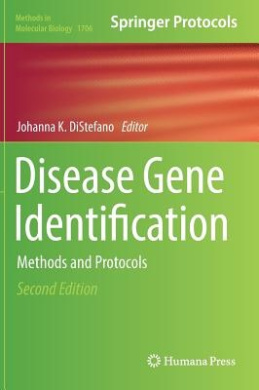 Methods in
Molecular Biology 1706
Springer Protocols
Johanna K. DiStefano Editor
Disease Gene
Identification
Methods and Protocols
Second Edition
Humana Press